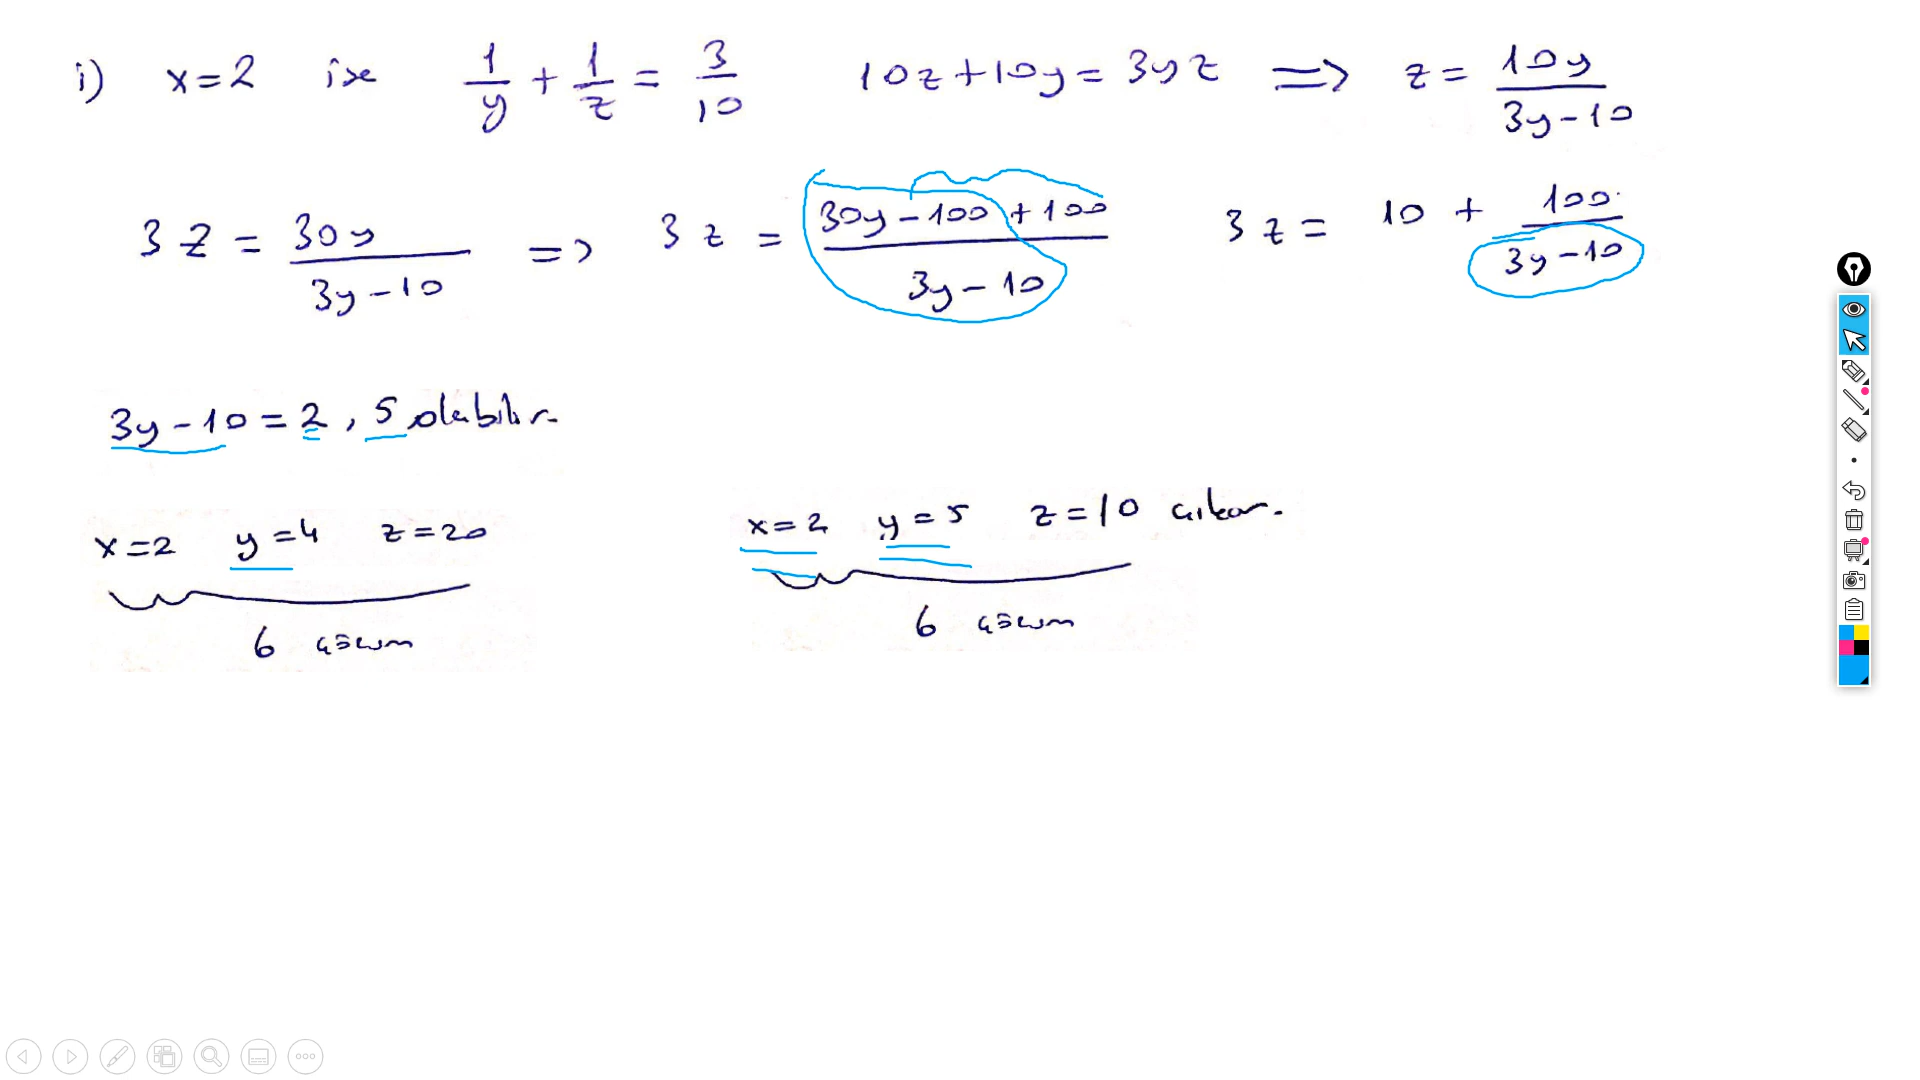 i) x=2 ise 1/y + 1/z = 3/10 10z+10y=3yz => z = 10y/(3y-10)
3z = 30y/(3y-10) => 3z = (30y-100+100)/(3y-10) 3z = 10 + 100/(3y-10)
3y-10=2, 5 olabilir.
x=2 y=4 z=20
6 çözüm
x=2 y=5 z=10 çıkar.
6 çözüm